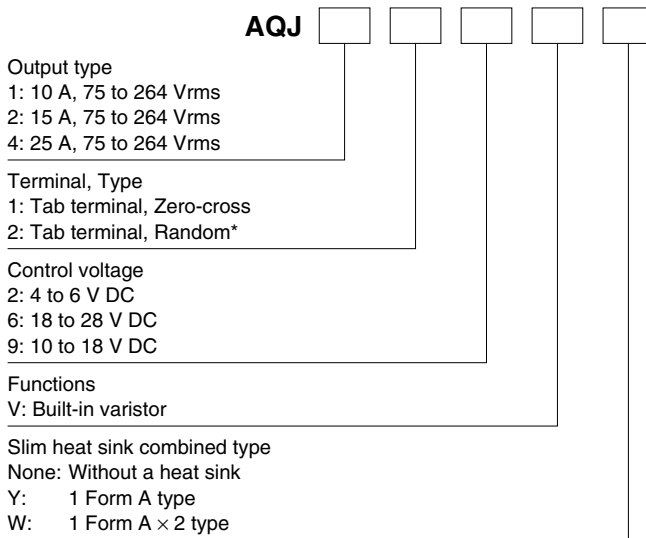 AQJ
Output type
1: 10 A, 75 to 264 Vrms
2: 15 A, 75 to 264 Vrms
4: 25 A, 75 to 264 Vrms
Terminal, Type
1: Tab terminal, Zero-cross
2: Tab terminal, Random*
Control voltage
2: 4 to 6 V DC
6: 18 to 28 V DC
9: 10 to 18 V DC
Functions
V: Built-in varistor
Slim heat sink combined type
None: Without a heat sink
Y: 1 Form A type
W: 1 Form A × 2 type